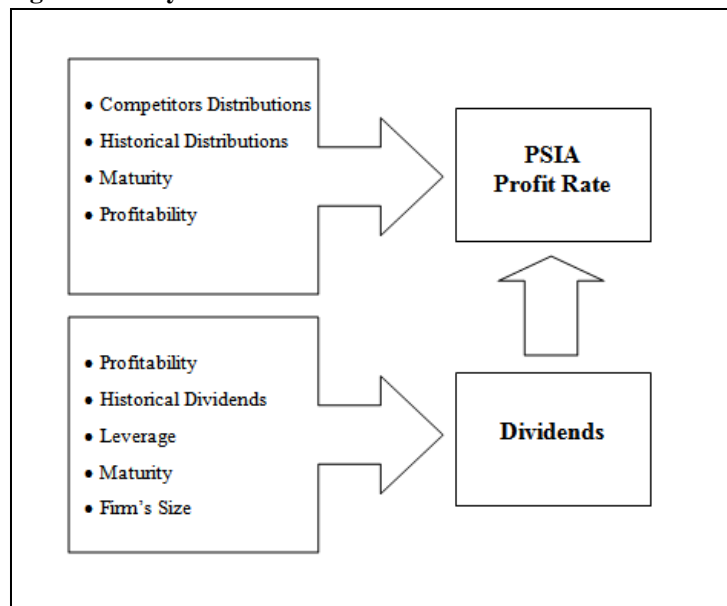 • Competitors Distributions
• Historical Distributions
• Maturity
• Profitability
PSIA
Profit Rate
• Profitability
• Historical Dividends
• Leverage
• Maturity
• Firm's Size
Dividends